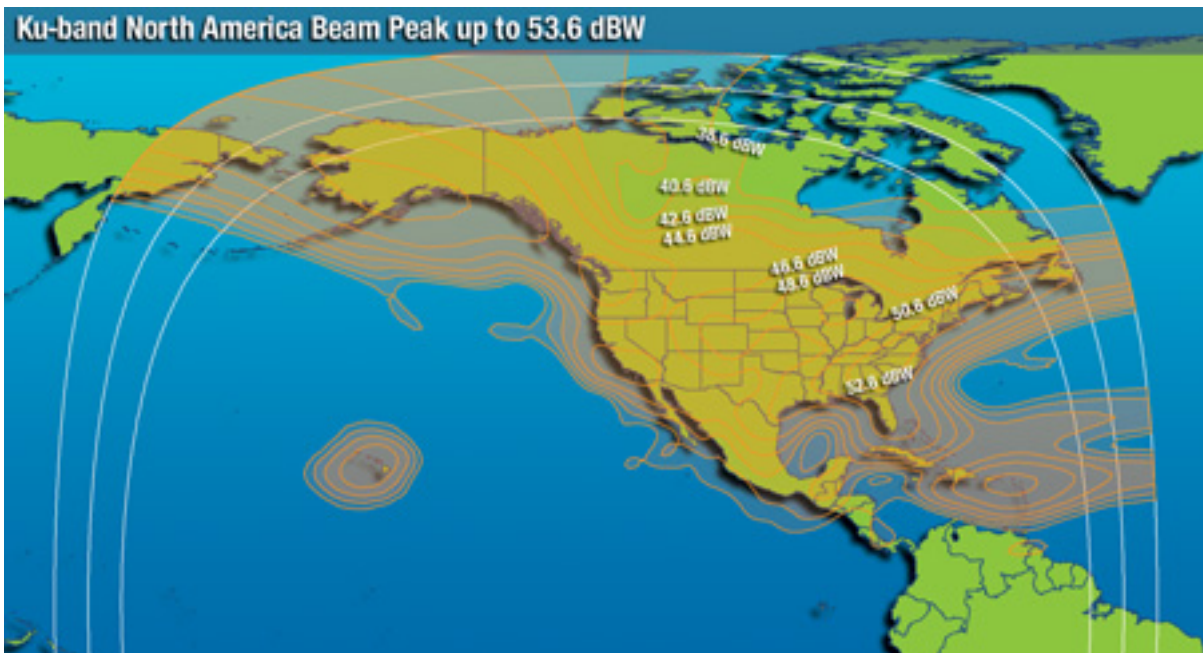 Ku-band North America Beam Peak up to 53.6 dBW
38.6 dBW
40.6 dBW
42.6 dBW
44.6 dBW
46.6 dBW
48.6 dBW
50.6 dBW
52.6 dBW